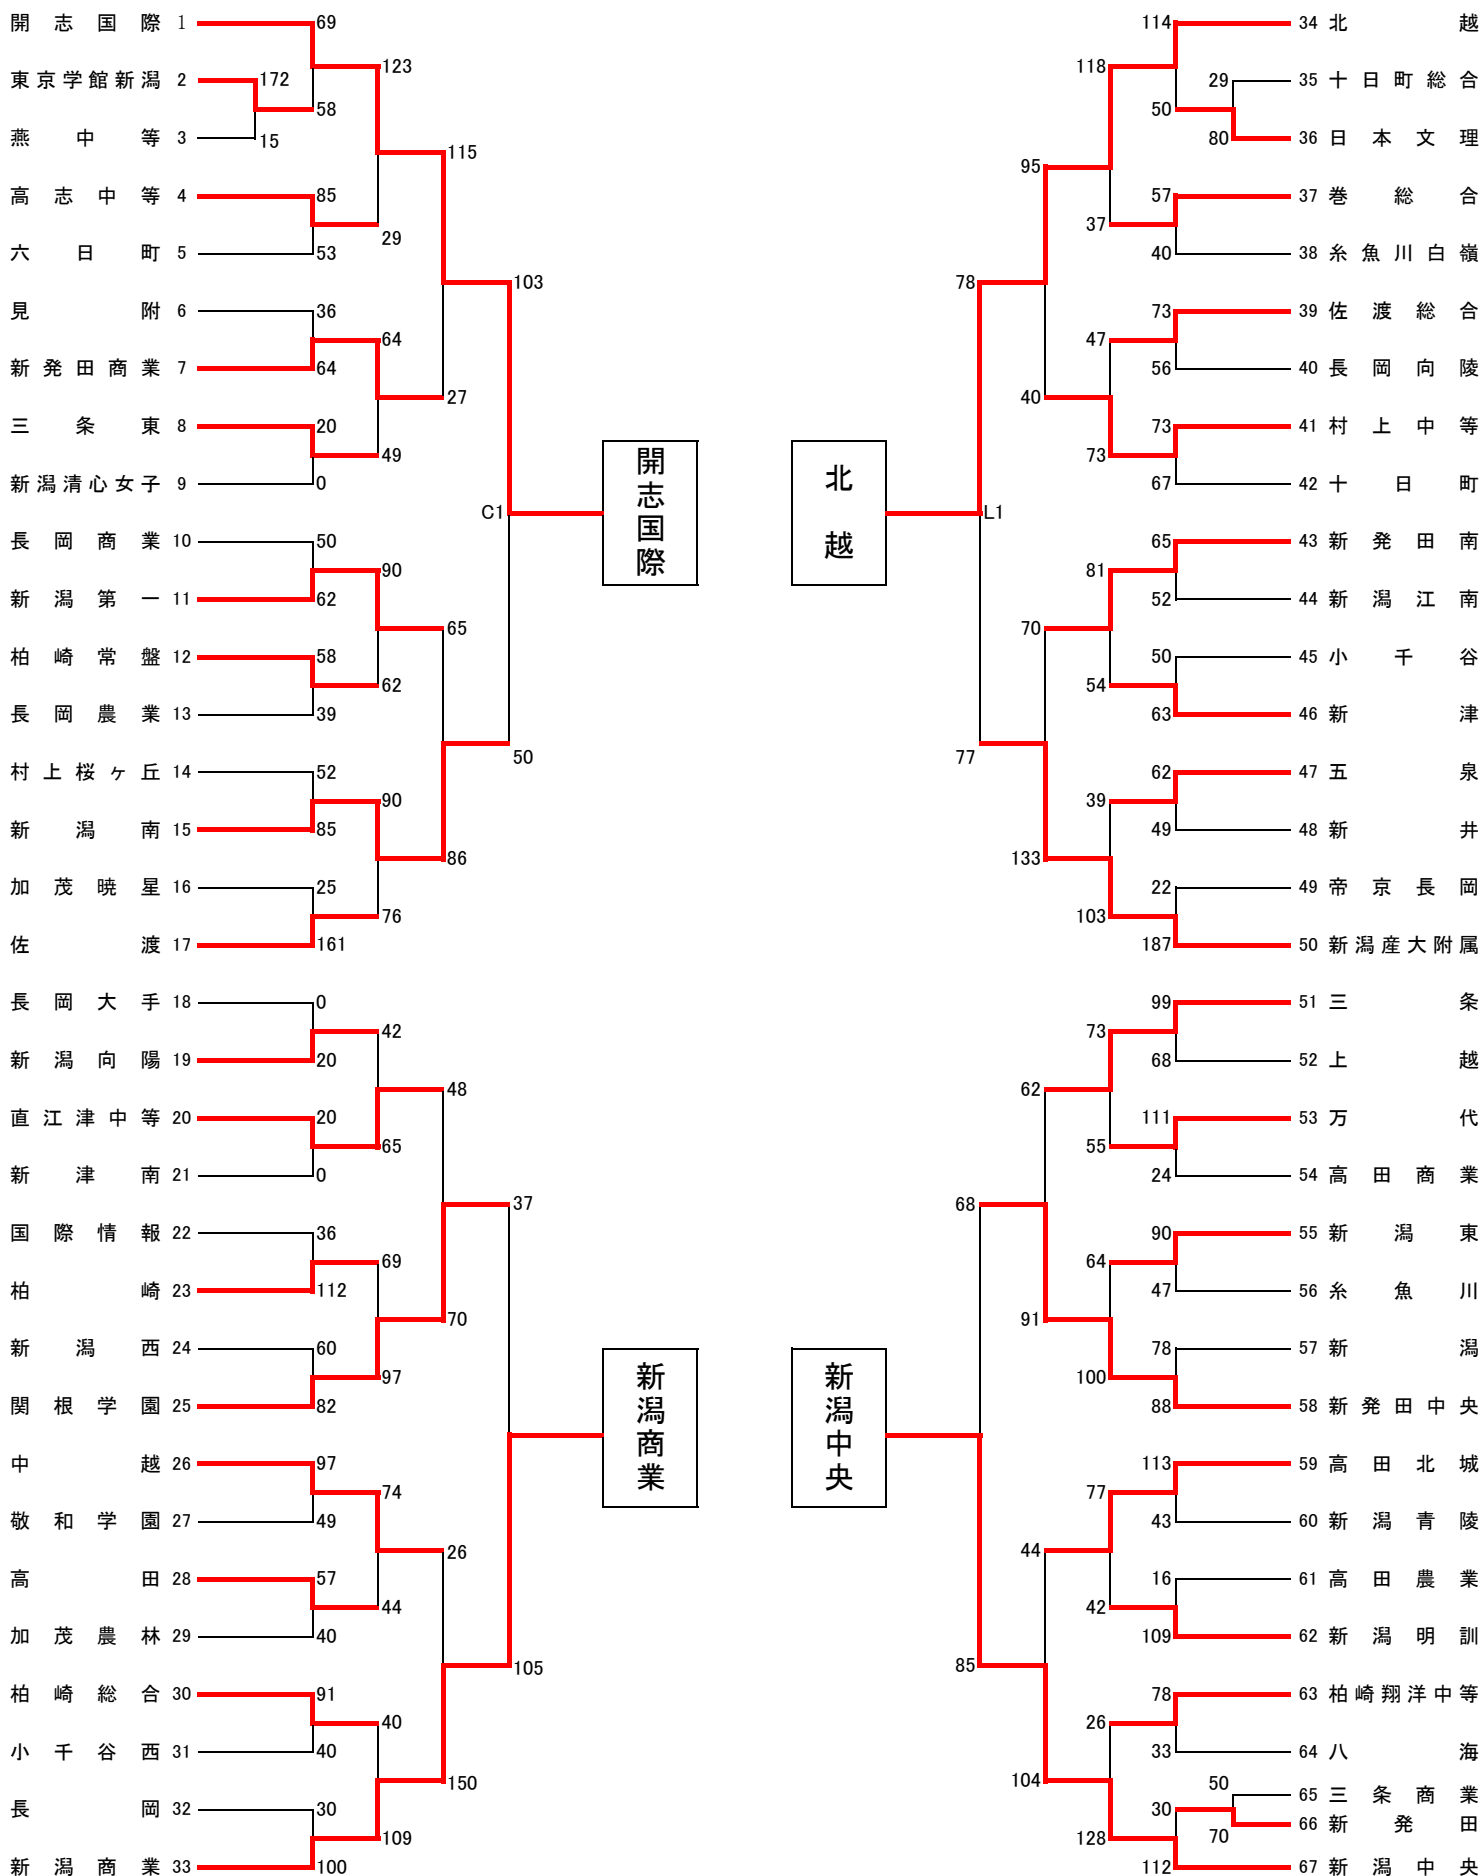 開志国際 1 69
123
東京学館新潟 2 172
58
燕中等 3 15
115
高志中等 4 85
29
六日町 5 53
103
見附 6 36
64
新発田商業 7 64
27
三条東 8 20
49
新潟清心女子 9 0
C1
開志国際
長岡商業 10 50
90
新潟第一 11 62
65
柏崎常盤 12 58
62
長岡農業 13 39
50
村上桜ヶ丘 14 52
90
新潟南 15 85
86
加茂暁星 16 25
76
佐渡 17 161
長岡大手 18 0
42
新潟向陽 19 20
48
直江津中等 20 20
65
新津南 21 0
37
国際情報 22 36
69
柏崎 23 112
70
新潟西 24 60
97
関根学園 25 82
新潟商業
中越 26 97
74
敬和学園 27 49
26
高田 28 57
44
加茂農林 29 40
105
柏崎総合 30 91
40
小千谷西 31 40
150
長岡 32 30
109
新潟商業 33 100
114 34 北越
118
29 35 十日町総合
50
80 36 日本文理
95
57 37 巻総合
37
40 38 糸魚川白嶺
78
73 39 佐渡総合
47
56 40 長岡向陵
40
73 41 村上中等
73
67 42 十日町
L1
北越
65 43 新発田南
81
52 44 新潟江南
70
50 45 小千谷
54
63 46 新津
77
62 47 五泉
39
49 48 新井
133
22 49 帝京長岡
103
187 50 新潟産大附属
99 51 三条
73
68 52 上越
62
111 53 万代
55
24 54 高田商業
68
90 55 新潟東
64
47 56 糸魚川
91
78 57 新潟
100
88 58 新発田中央
新潟中央
113 59 高田北城
77
43 60 新潟青陵
44
16 61 高田農業
42
109 62 新潟明訓
85
78 63 柏崎翔洋中等
26
33 64 八海
104
50 65 三条商業
30
70 66 新発田
128
112 67 新潟中央